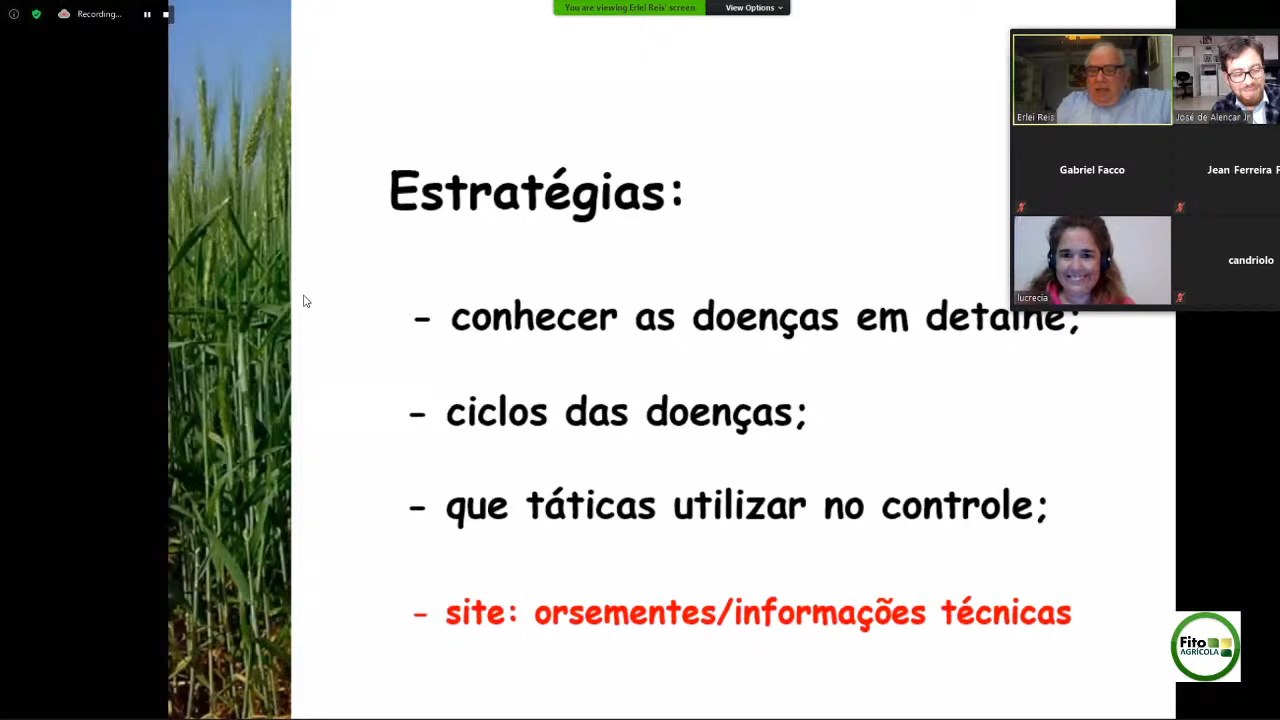 Recording...
You are viewing Erlei Reis' screen
View Options
Erlei Reis
José de Alencar Jr
Gabriel Facco
Jean Ferreira
lucrecia
candriolo
Estratégias:
- conhecer as doenças em detalhe;
- ciclos das doenças;
- que táticas utilizar no controle;
- site: orsementes/informações técnicas
Fito
AGRÍCOLA